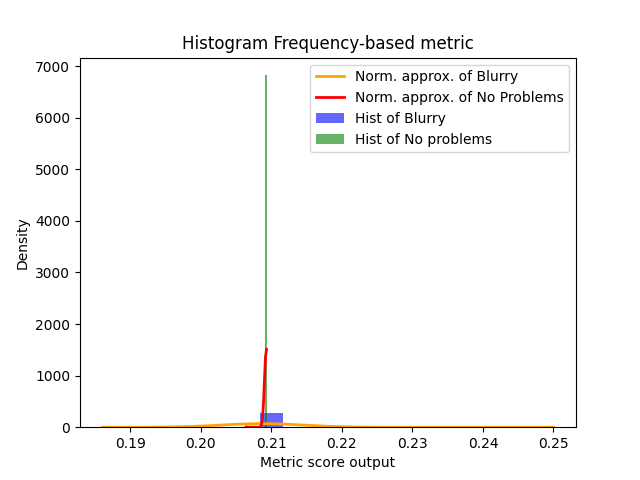 Histogram Frequency-based metric
Norm. approx. of Blurry
Norm. approx. of No Problems
Hist of Blurry
Hist of No problems
7000
6000
5000
4000
3000
2000
1000
0
Density
0.19 0.20 0.21 0.22 0.23 0.24 0.25
Metric score output